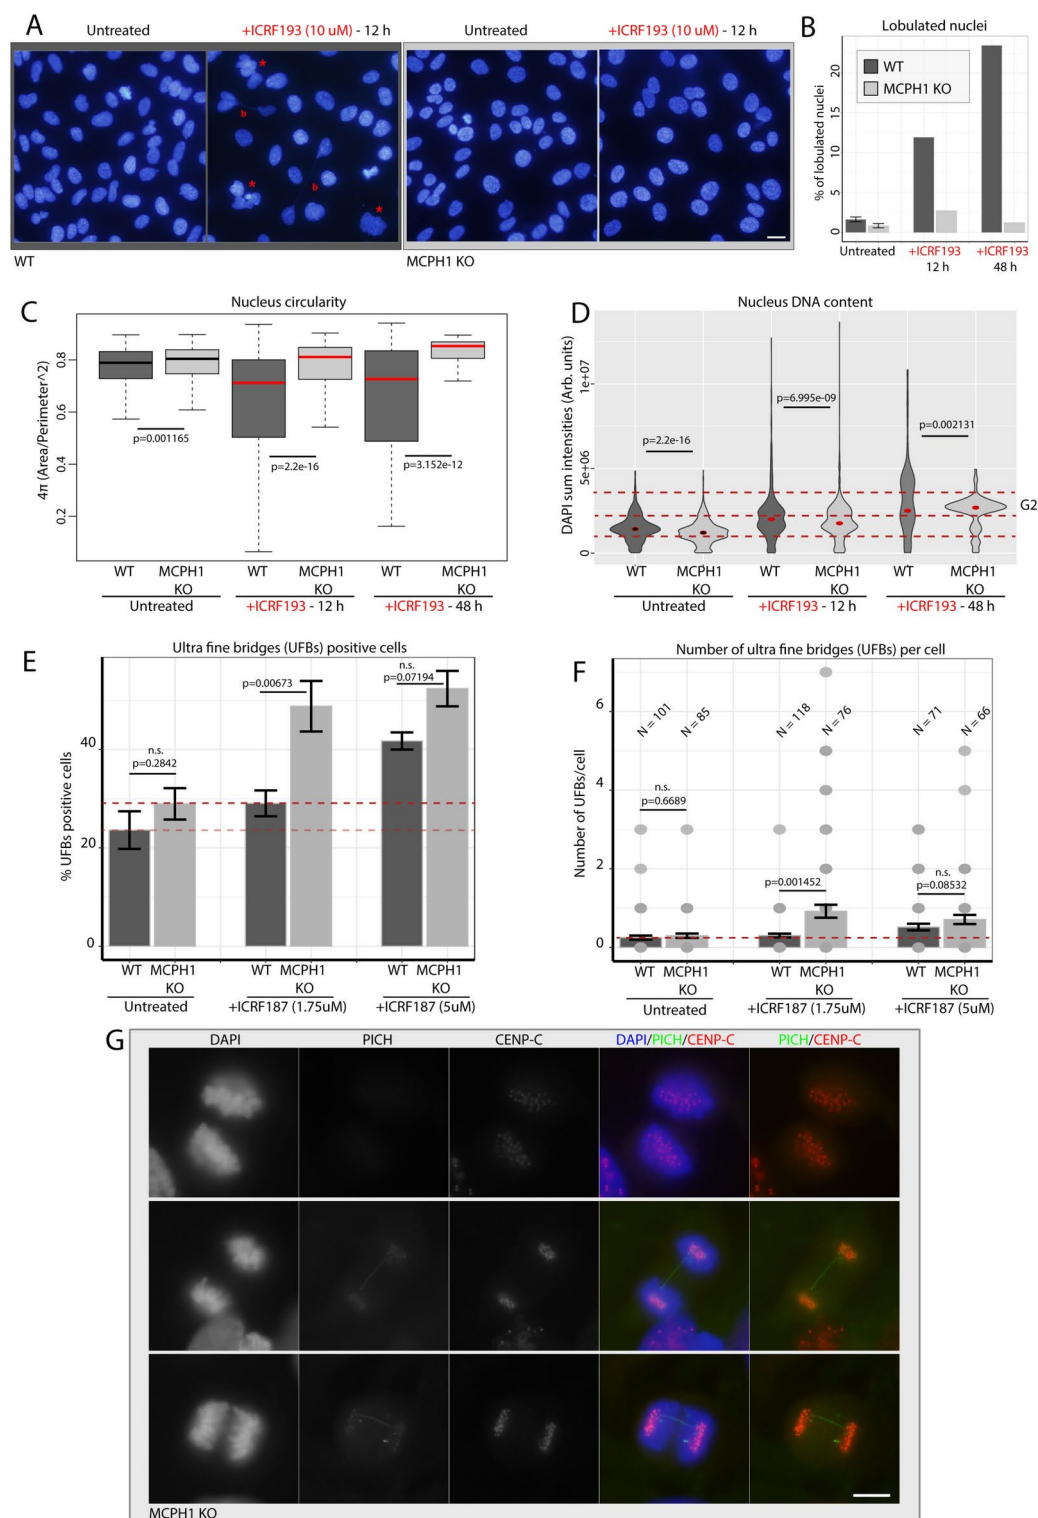 A
Untreated
+ICRF193 (10 uM) - 12 h
Untreated
+ICRF193 (10 uM) - 12 h
*
b
*
b
*
WT
MCPH1 KO
B
Lobulated nuclei
WT
MCPH1 KO
% of lobulated nuclei
20
15
10
5
0
Untreated
+ICRF193
12 h
+ICRF193
48 h
C
Nucleus circularity
4π (Area/Perimeter^2)
0.8
0.6
0.4
0.2
p=0.001165
p=2.2e-16
p=3.152e-12
WT
MCPH1
KO
WT
MCPH1
KO
WT
MCPH1
KO
Untreated
+ICRF193 - 12 h
+ICRF193 - 48 h
D
Nucleus DNA content
DAPI sum intensities (Arb. units)
1e+07
5e+06
0
p=2.2e-16
p=6.995e-09
p=0.002131
G2
WT
MCPH1
KO
WT
MCPH1
KO
WT
MCPH1
KO
Untreated
+ICRF193 - 12 h
+ICRF193 - 48 h
E
Ultra fine bridges (UFBs) positive cells
% UFBs positive cells
40
20
0
n.s.
p=0.2842
p=0.00673
n.s.
p=0.07194
WT
MCPH1
KO
WT
MCPH1
KO
WT
MCPH1
KO
Untreated
+ICRF187 (1.75uM)
+ICRF187 (5uM)
F
Number of ultra fine bridges (UFBs) per cell
Number of UFBs/cell
6
4
2
0
N = 101
N = 85
N = 118
N = 76
N = 71
N = 66
n.s.
p=0.6689
p=0.001452
n.s.
p=0.08532
WT
MCPH1
KO
WT
MCPH1
KO
WT
MCPH1
KO
Untreated
+ICRF187 (1.75uM)
+ICRF187 (5uM)
G
DAPI
PICH
CENP-C
DAPI/PICH/CENP-C
PICH/CENP-C
MCPH1 KO